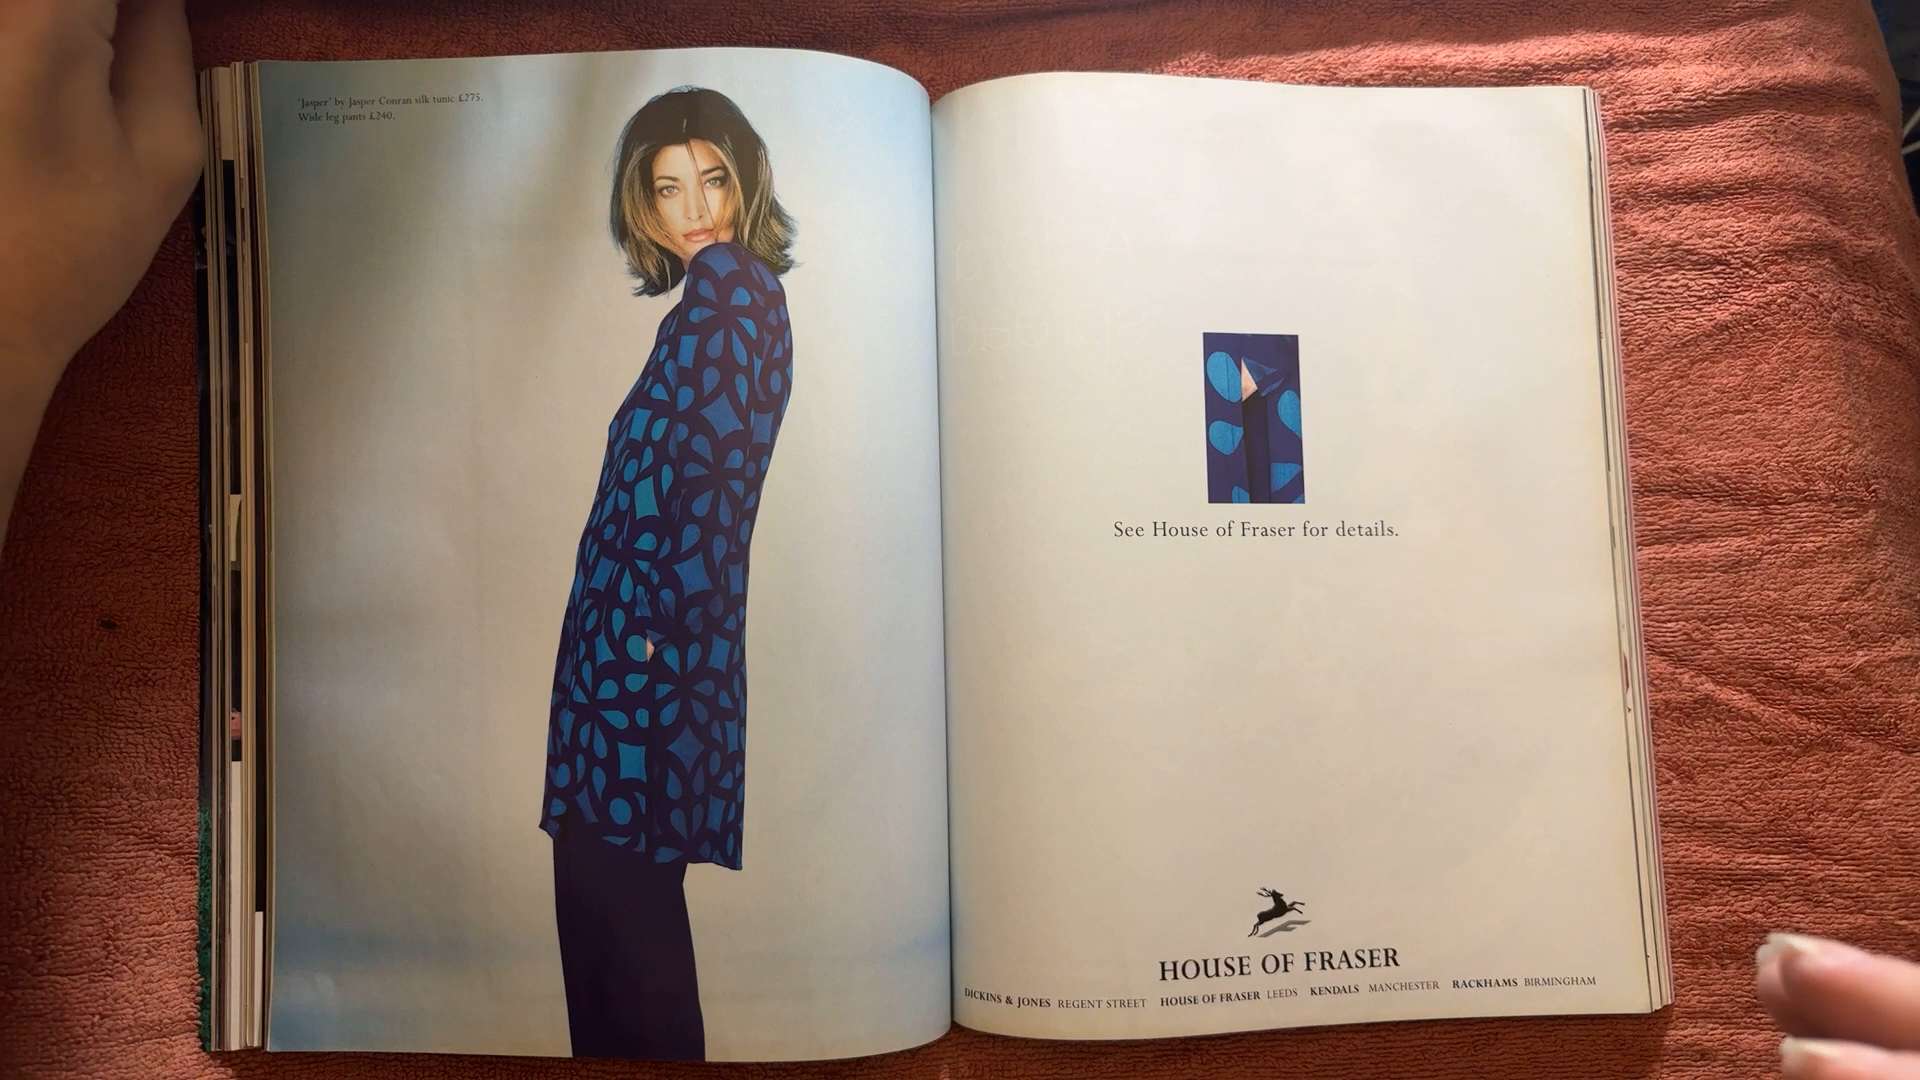 'Jasper' by Jasper Conran silk tunic £275.
Wide leg pants £240.
See House of Fraser for details.
HOUSE OF FRASER
DICKINS & JONES REGENT STREET HOUSE OF FRASER LEEDS KENDALS MANCHESTER RACKHAMS BIRMINGHAM